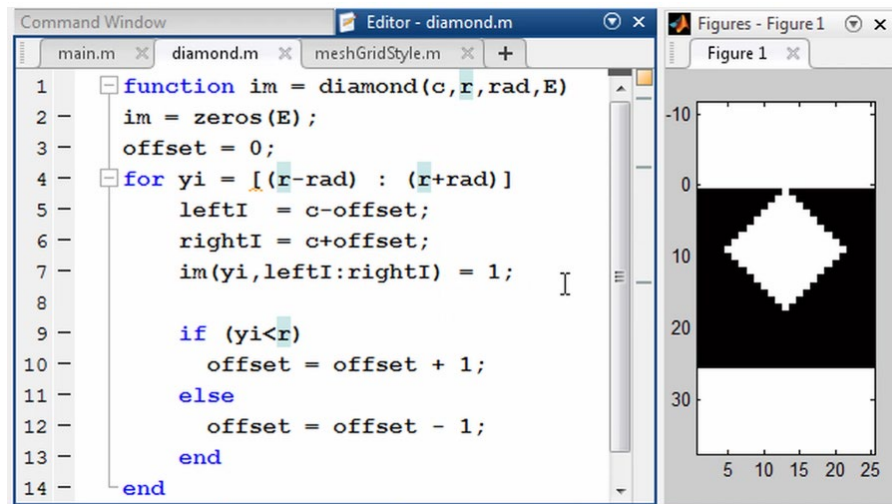 Command Window
Editor - diamond.m
main.m
diamond.m
meshGridStyle.m
1 function im = diamond(c,r,rad,E)
2 − im = zeros(E);
3 − offset = 0;
4 − for yi = [(r-rad) : (r+rad)]
5 − leftI  = c-offset;
6 − rightI = c+offset;
7 − im(yi,leftI:rightI) = 1;
8
9 − if (yi<r)
10 − offset = offset + 1;
11 − else
12 − offset = offset - 1;
13 − end
14 − end
Figures - Figure 1
Figure 1
-10
0
10
20
30
5 10 15 20 25